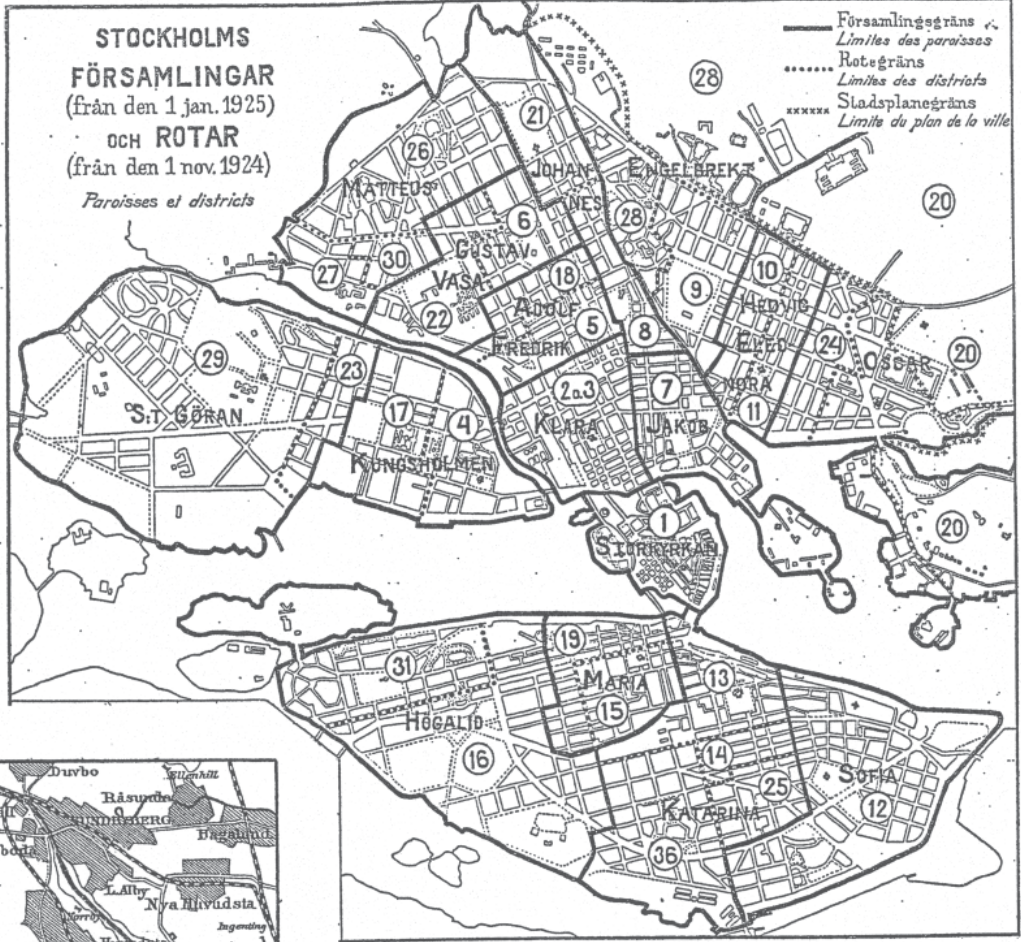 STOCKHOLMS
FÖRSAMLINGAR
(från den 1 jan. 1925)
OCH ROTAR
(från den 1 nov. 1924)
Paroisses et districts
Församlingsgräns
Limites des paroisses
Rotegräns
Limites des districts
Stadsplanegräns
Limite du plan de la ville
28
21
26
JOHAN-
NES
ENGELBREKT
MATTEUS
20
6
28
GUSTAV
VASA
30
27
18
10
9
HEDVIG
ELEO
NORA
ADOLF
FREDRIK
22
5
8
24
OSCAR
20
29
23
2 o. 3
7
11
S:T GÖRAN
17
4
KLARA
JAKOB
KUNGSHOLMEN
1
STORKYRKAN
20
19
31
MARIA
13
15
HÖGALID
16
14
25
SOFIA
12
KATARINA
36
Duvbo
Ellenhill
Råsunda
SUNDBYBERG
Hagalund
L. Alby
Nya Huvudsta
Ingenting